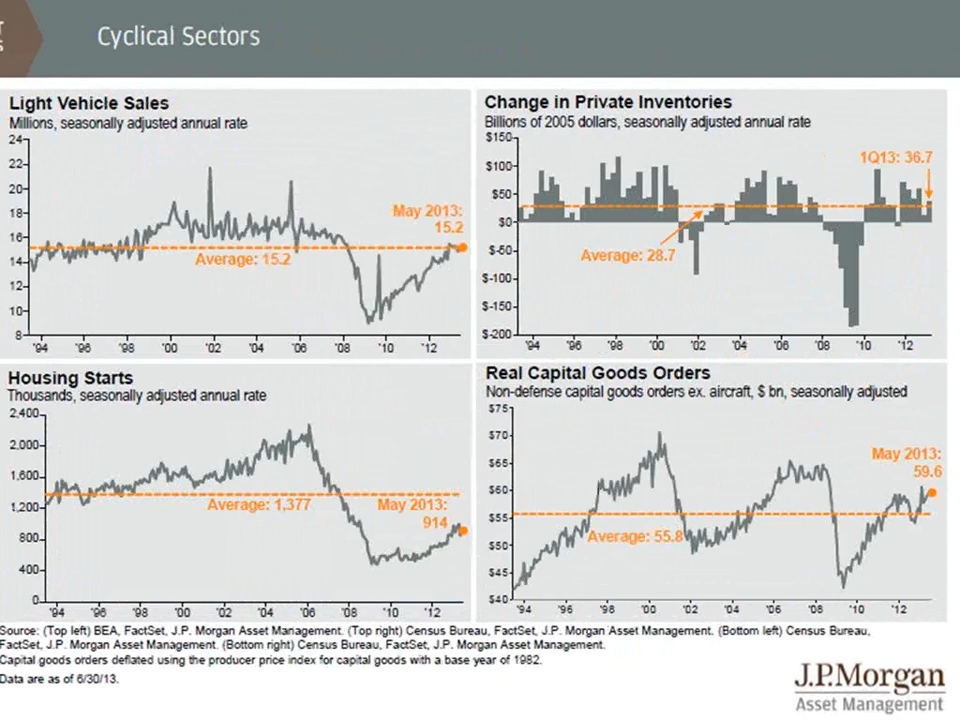 T
S
Cyclical Sectors
Light Vehicle Sales
Millions, seasonally adjusted annual rate
24
22
20
18
16
14
12
10
8
'94 '96 '98 '00 '02 '04 '06 '08 '10 '12
May 2013:
15.2
Average: 15.2
Change in Private Inventories
Billions of 2005 dollars, seasonally adjusted annual rate
$150
$100
$50
$0
$-50
$-100
$-150
$-200
'94 '96 '98 '00 '02 '04 '06 '08 '10 '12
1Q13: 36.7
Average: 28.7
Housing Starts
Thousands, seasonally adjusted annual rate
2,400
2,000
1,600
1,200
800
400
0
'94 '96 '98 '00 '02 '04 '06 '08 '10 '12
Average: 1,377
May 2013:
914
Real Capital Goods Orders
Non-defense capital goods orders ex. aircraft, $ bn, seasonally adjusted
$75
$70
$65
$60
$55
$50
$45
$40
'94 '96 '98 '00 '02 '04 '06 '08 '10 '12
May 2013:
59.6
Average: 55.8
Source: (Top left) BEA, FactSet, J.P. Morgan Asset Management. (Top right) Census Bureau, FactSet, J.P. Morgan Asset Management. (Bottom left) Census Bureau,
FactSet, J.P. Morgan Asset Management. (Bottom right) Census Bureau, FactSet, J.P. Morgan Asset Management.
Capital goods orders deflated using the producer price index for capital goods with a base year of 1982.
Data are as of 6/30/13.
J.P.Morgan
Asset Management